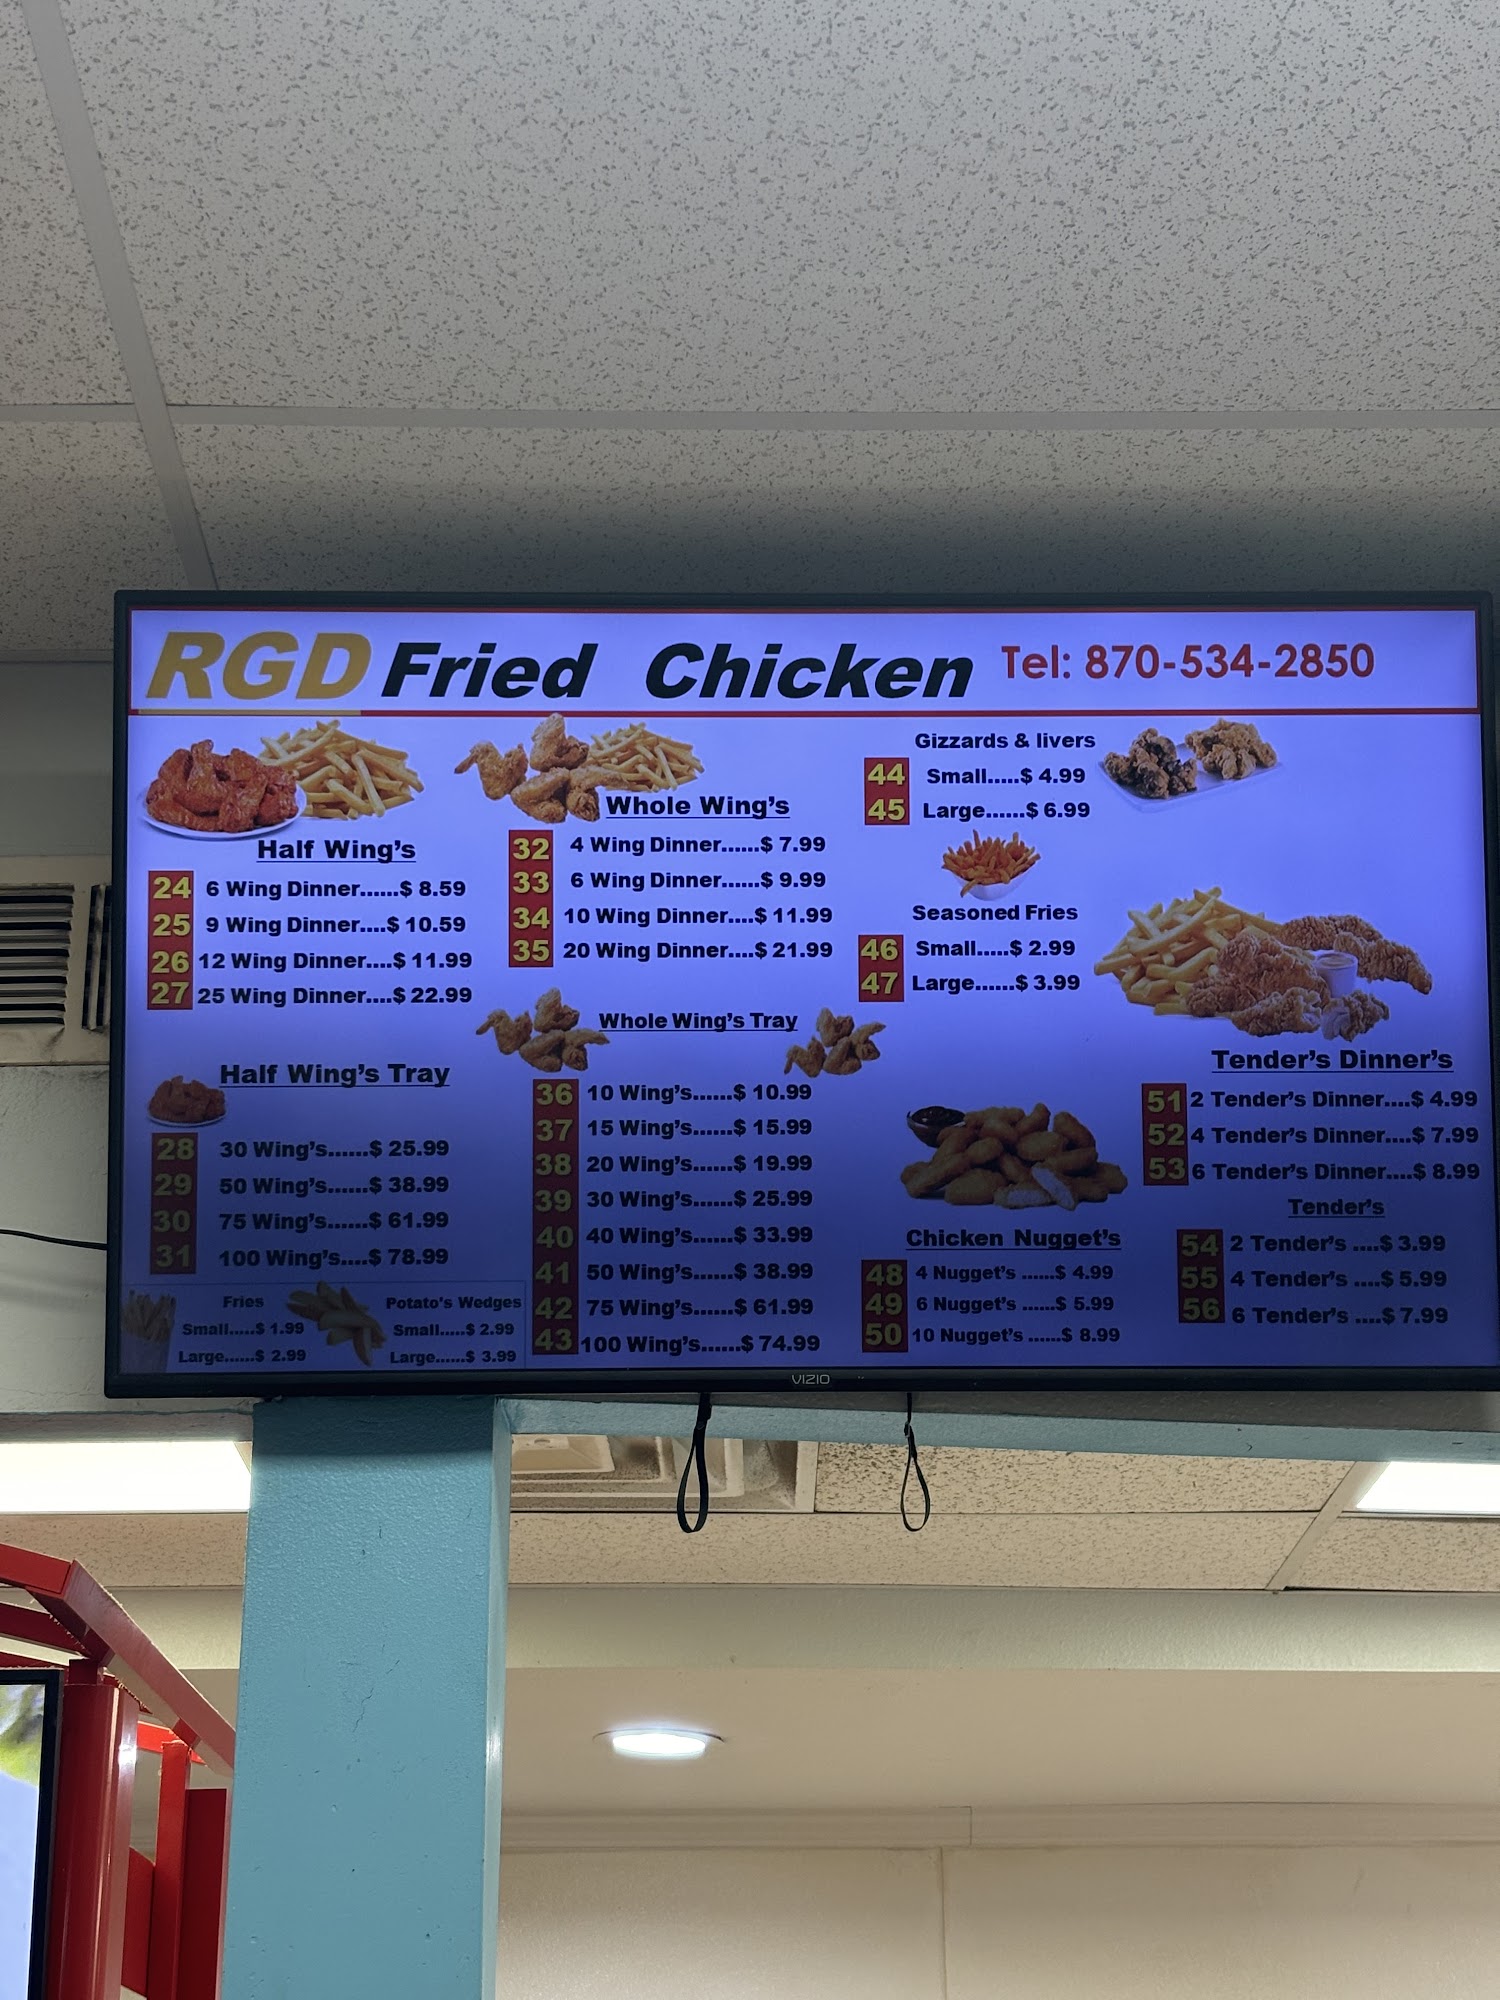 RGD Fried Chicken Tel: 870-534-2850
Half Wing's
24 6 Wing Dinner......$ 8.59
25 9 Wing Dinner....$ 10.59
26 12 Wing Dinner....$ 11.99
27 25 Wing Dinner....$ 22.99
Half Wing's Tray
28 30 Wing's......$ 25.99
29 50 Wing's......$ 38.99
30 75 Wing's......$ 61.99
31 100 Wing's....$ 78.99
Fries
Small.....$ 1.99
Large......$ 2.99
Potato's Wedges
Small.....$ 2.99
Large......$ 3.99
Whole Wing's
32 4 Wing Dinner......$ 7.99
33 6 Wing Dinner......$ 9.99
34 10 Wing Dinner....$ 11.99
35 20 Wing Dinner....$ 21.99
Whole Wing's Tray
36 10 Wing's......$ 10.99
37 15 Wing's......$ 15.99
38 20 Wing's......$ 19.99
39 30 Wing's......$ 25.99
40 40 Wing's......$ 33.99
41 50 Wing's......$ 38.99
42 75 Wing's......$ 61.99
43 100 Wing's......$ 74.99
Gizzards & livers
44 Small.....$ 4.99
45 Large......$ 6.99
Seasoned Fries
46 Small.....$ 2.99
47 Large......$ 3.99
Chicken Nugget's
48 4 Nugget's ......$ 4.99
49 6 Nugget's ......$ 5.99
50 10 Nugget's ......$ 8.99
Tender's Dinner's
51 2 Tender's Dinner....$ 4.99
52 4 Tender's Dinner....$ 7.99
53 6 Tender's Dinner....$ 8.99
Tender's
54 2 Tender's ....$ 3.99
55 4 Tender's ....$ 5.99
56 6 Tender's ....$ 7.99
VIZIO